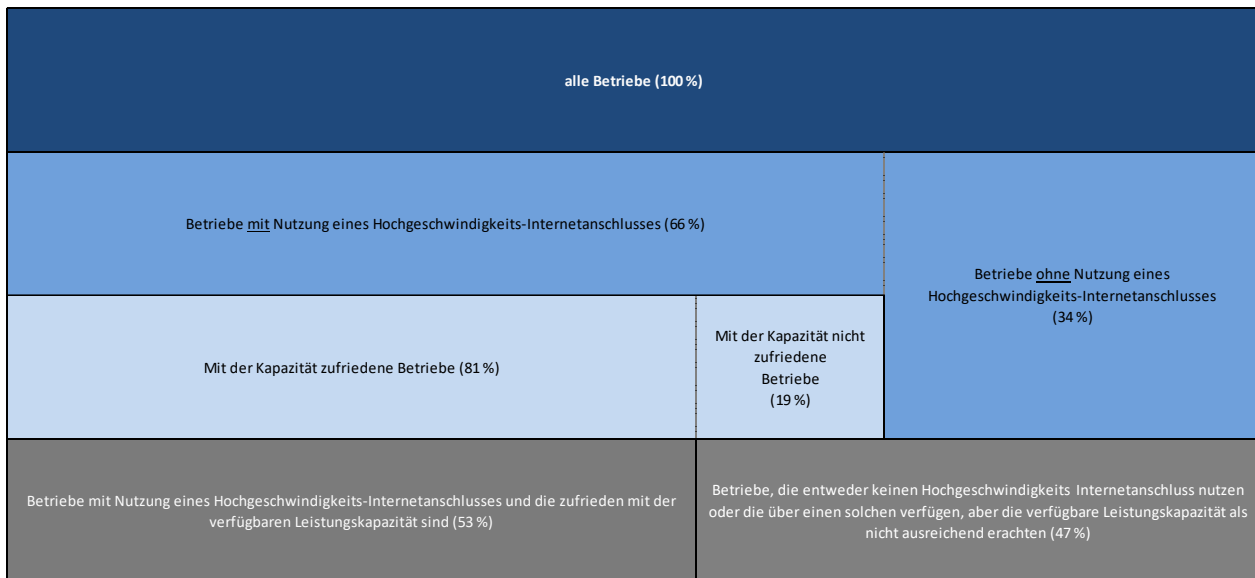 alle Betriebe (100 %)
Betriebe mit Nutzung eines Hochgeschwindigkeits-Internetanschlusses (66 %)
Betriebe ohne Nutzung eines
Hochgeschwindigkeits-Internetanschlusses
(34 %)
Mit der Kapazität zufriedene Betriebe (81 %)
Mit der Kapazität nicht
zufriedene
Betriebe
(19 %)
Betriebe mit Nutzung eines Hochgeschwindigkeits-Internetanschlusses und die zufrieden mit der
verfügbaren Leistungskapazität sind (53 %)
Betriebe, die entweder keinen Hochgeschwindigkeits Internetanschluss nutzen
oder die über einen solchen verfügen, aber die verfügbare Leistungskapazität als
nicht ausreichend erachten (47 %)